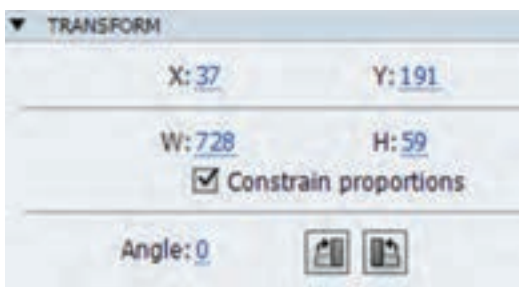 TRANSFORM
X: 37 Y: 191
W: 728 H: 59
Constrain proportions
Angle: 0